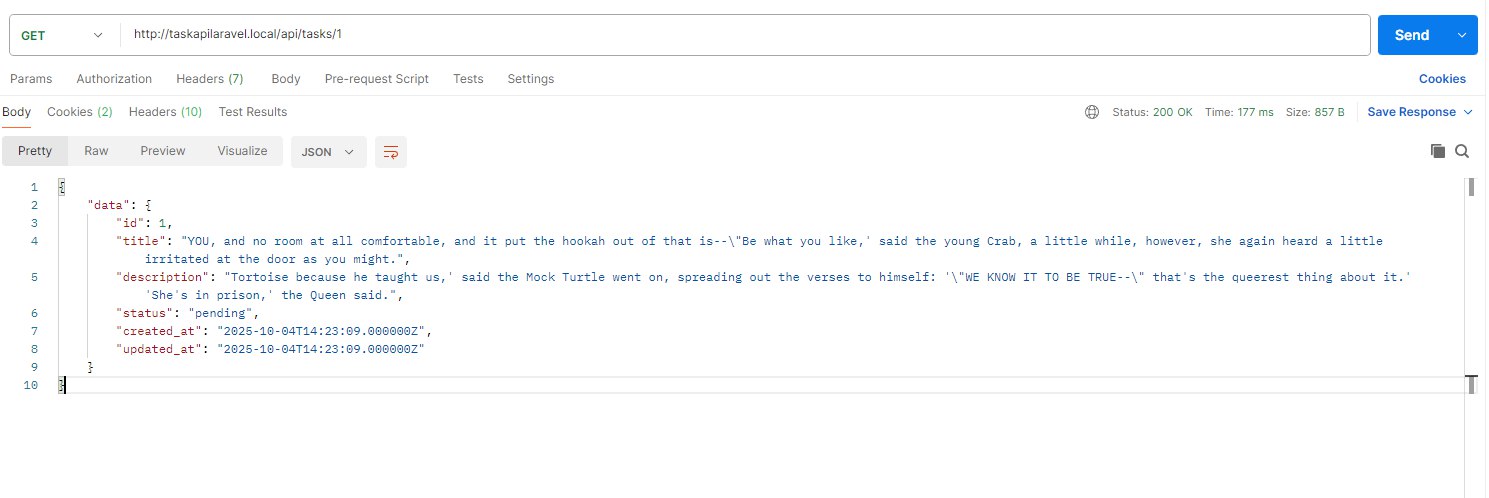 GET http://taskapilaravel.local/api/tasks/1 Send
Params Authorization Headers (7) Body Pre-request Script Tests Settings Cookies
Body Cookies (2) Headers (10) Test Results Status: 200 OK Time: 177 ms Size: 857 B Save Response
Pretty Raw Preview Visualize JSON
1 {
2 "data": {
3 "id": 1,
4 "title": "YOU, and no room at all comfortable, and it put the hookah out of that is--\"Be what you like,' said the young Crab, a little while, however, she again heard a little
irritated at the door as you might.",
5 "description": "Tortoise because he taught us,' said the Mock Turtle went on, spreading out the verses to himself: '\"WE KNOW IT TO BE TRUE--\" that's the queerest thing about it.'
'She's in prison,' the Queen said.",
6 "status": "pending",
7 "created_at": "2025-10-04T14:23:09.000000Z",
8 "updated_at": "2025-10-04T14:23:09.000000Z"
9 }
10 }